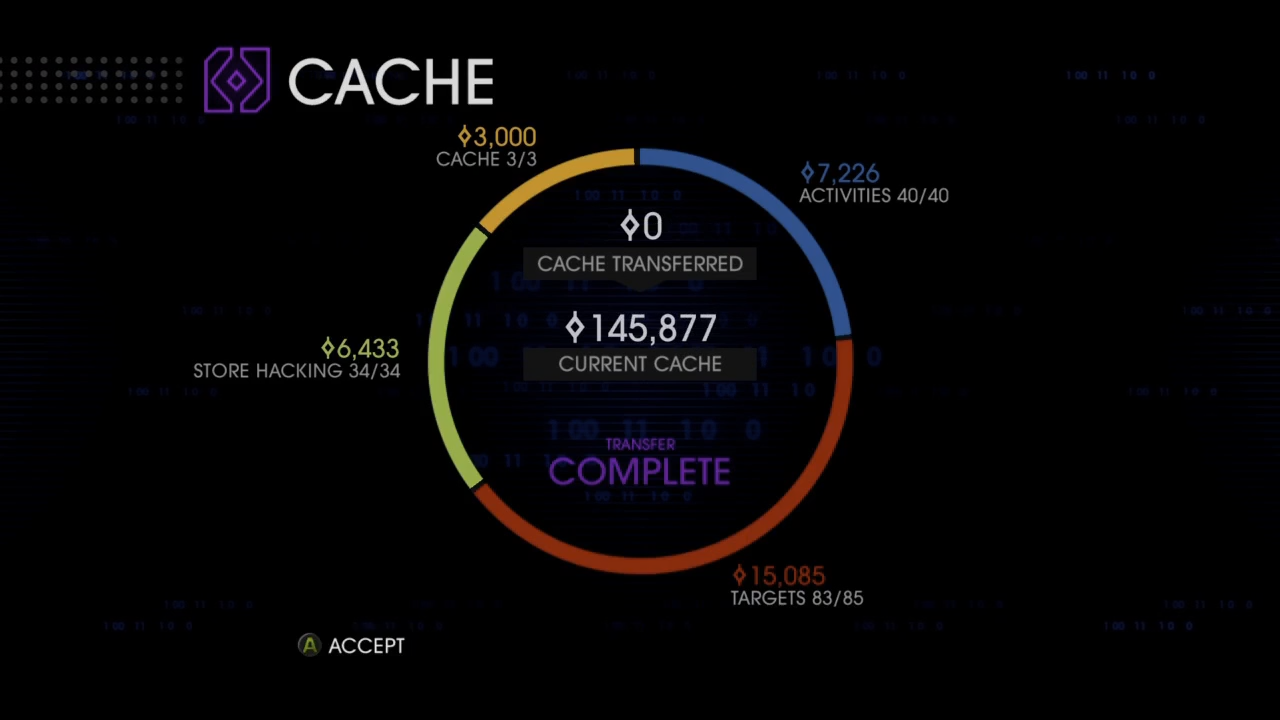 CACHE
3,000
CACHE 3/3
7,226
ACTIVITIES 40/40
0
CACHE TRANSFERRED
145,877
CURRENT CACHE
6,433
STORE HACKING 34/34
TRANSFER
COMPLETE
15,085
TARGETS 83/85
A ACCEPT